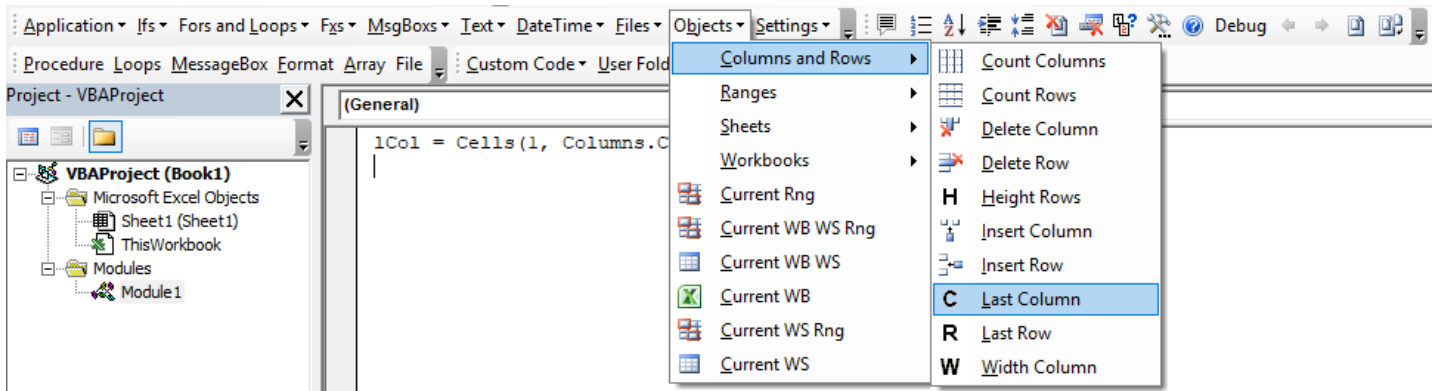 Application Ifs Fors and Loops Fxs MsgBoxs Text DateTime Files Objects Settings Debug
Procedure Loops MessageBox Format Array File Custom Code User Fold
Project - VBAProject
VBAProject (Book1)
Microsoft Excel Objects
Sheet1 (Sheet1)
ThisWorkbook
Modules
Module1
(General)
lCol = Cells(1, Columns.C
Columns and Rows
Ranges
Sheets
Workbooks
Current Rng
Current WB WS Rng
Current WB WS
Current WB
Current WS Rng
Current WS
Count Columns
Count Rows
Delete Column
Delete Row
H Height Rows
Insert Column
Insert Row
C Last Column
R Last Row
W Width Column